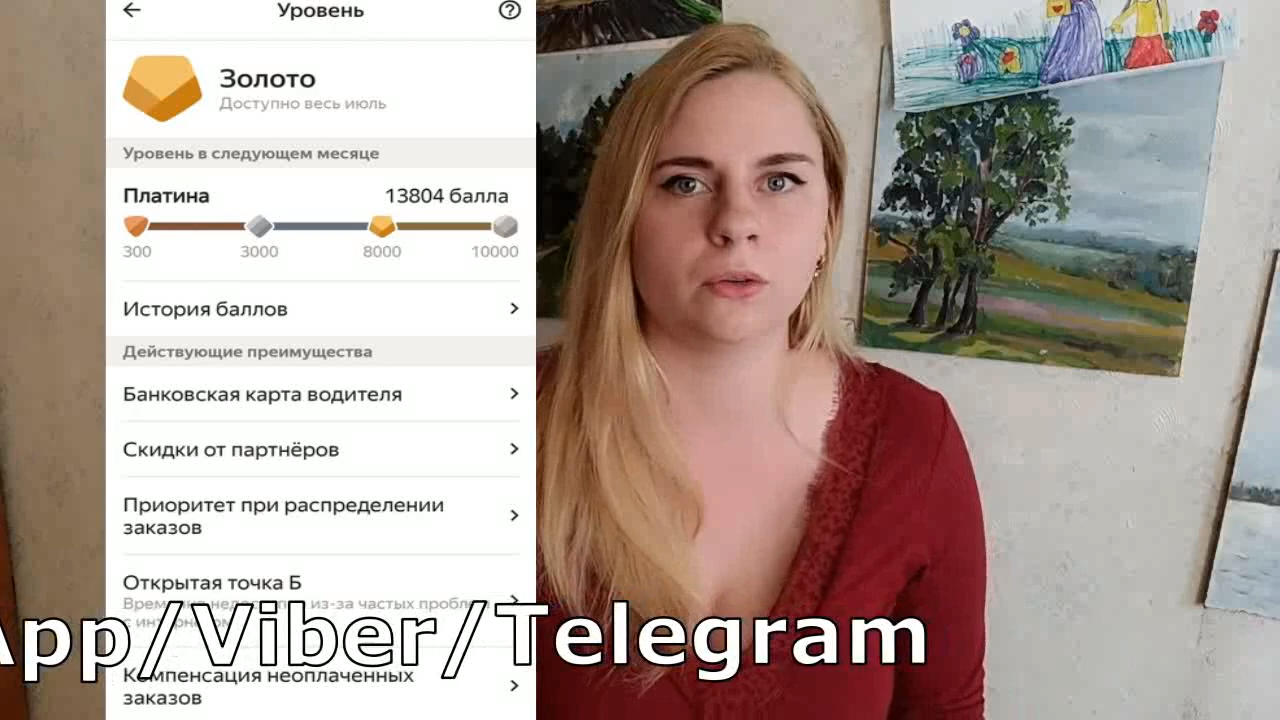 Уровень
Золото
Доступно весь июль
Уровень в следующем месяце
Платина 13804 балла
300 3000 8000 10000
История баллов
Действующие преимущества
Банковская карта водителя
Скидки от партнёров
Приоритет при распределении
заказов
Открытая точка Б
из-за частых
App/Viber/Telegram
Компенсация неоплаченных
заказов